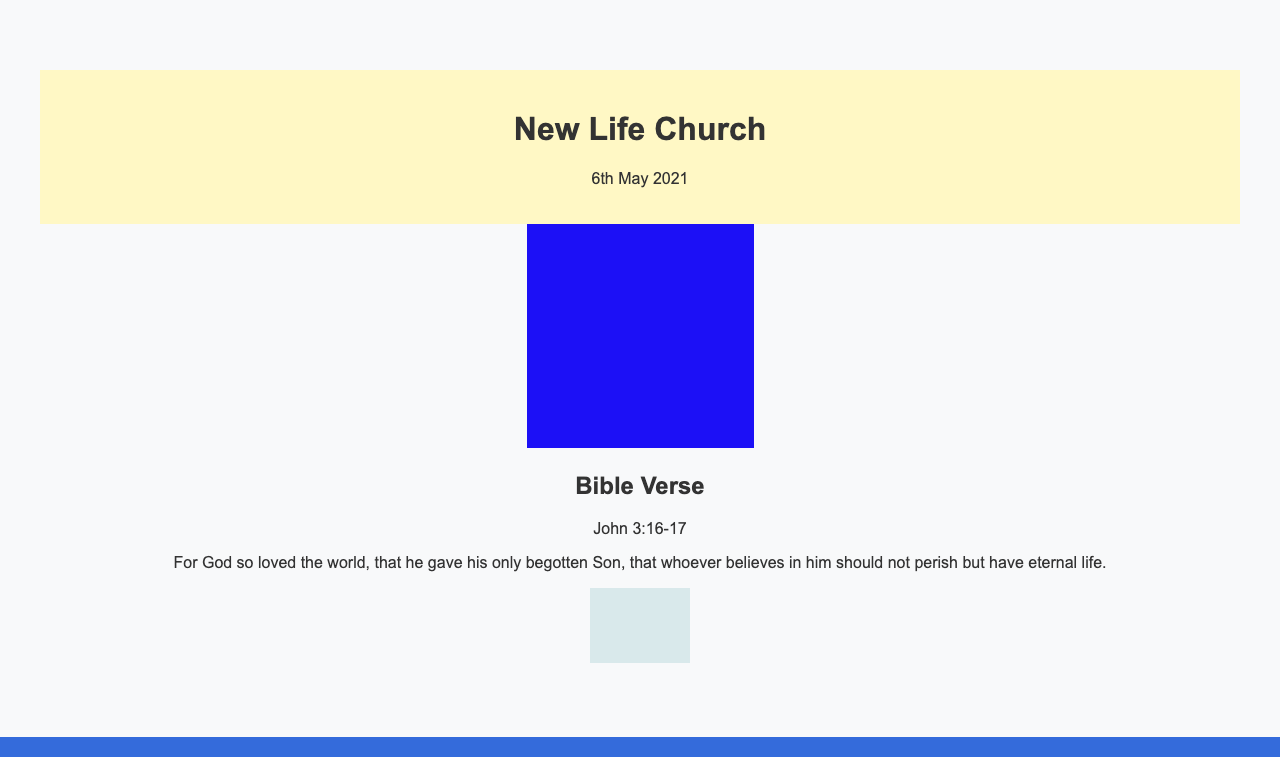 New Life Church
6th May 2021
Bible Verse
John 3:16-17
For God so loved the world, that he gave his only begotten Son, that whoever believes in him should not perish but have eternal life.